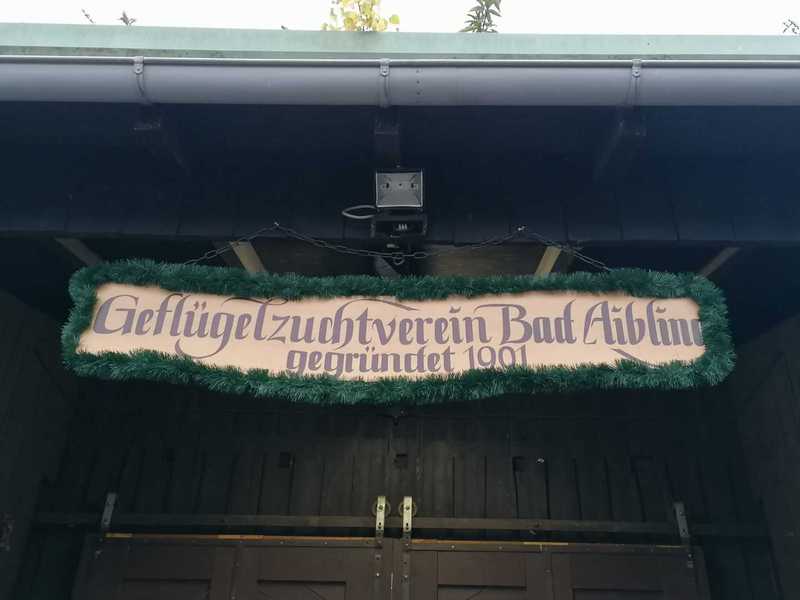 Geflügelzuchtverein Bad Aibling
gegründet 1901